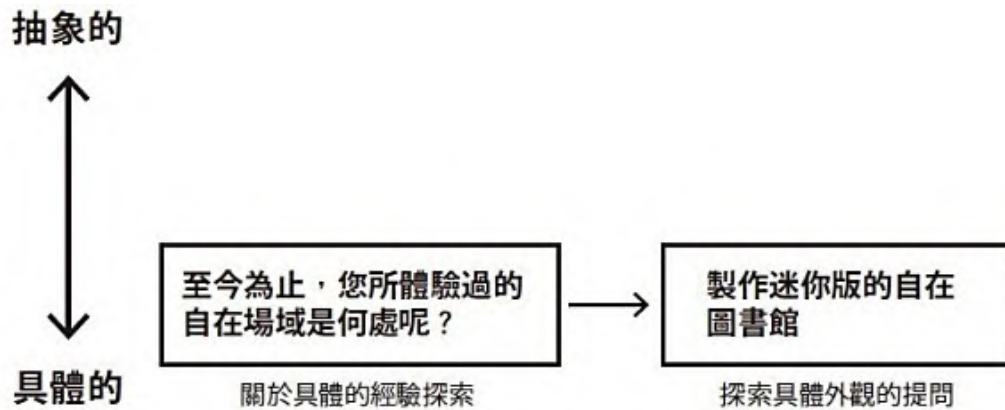 抽象的
至今為止，您所體驗過的
自在場域是何處呢？
製作迷你版的自在
圖書館
具體的
關於具體的經驗探索
探索具體外觀的提問